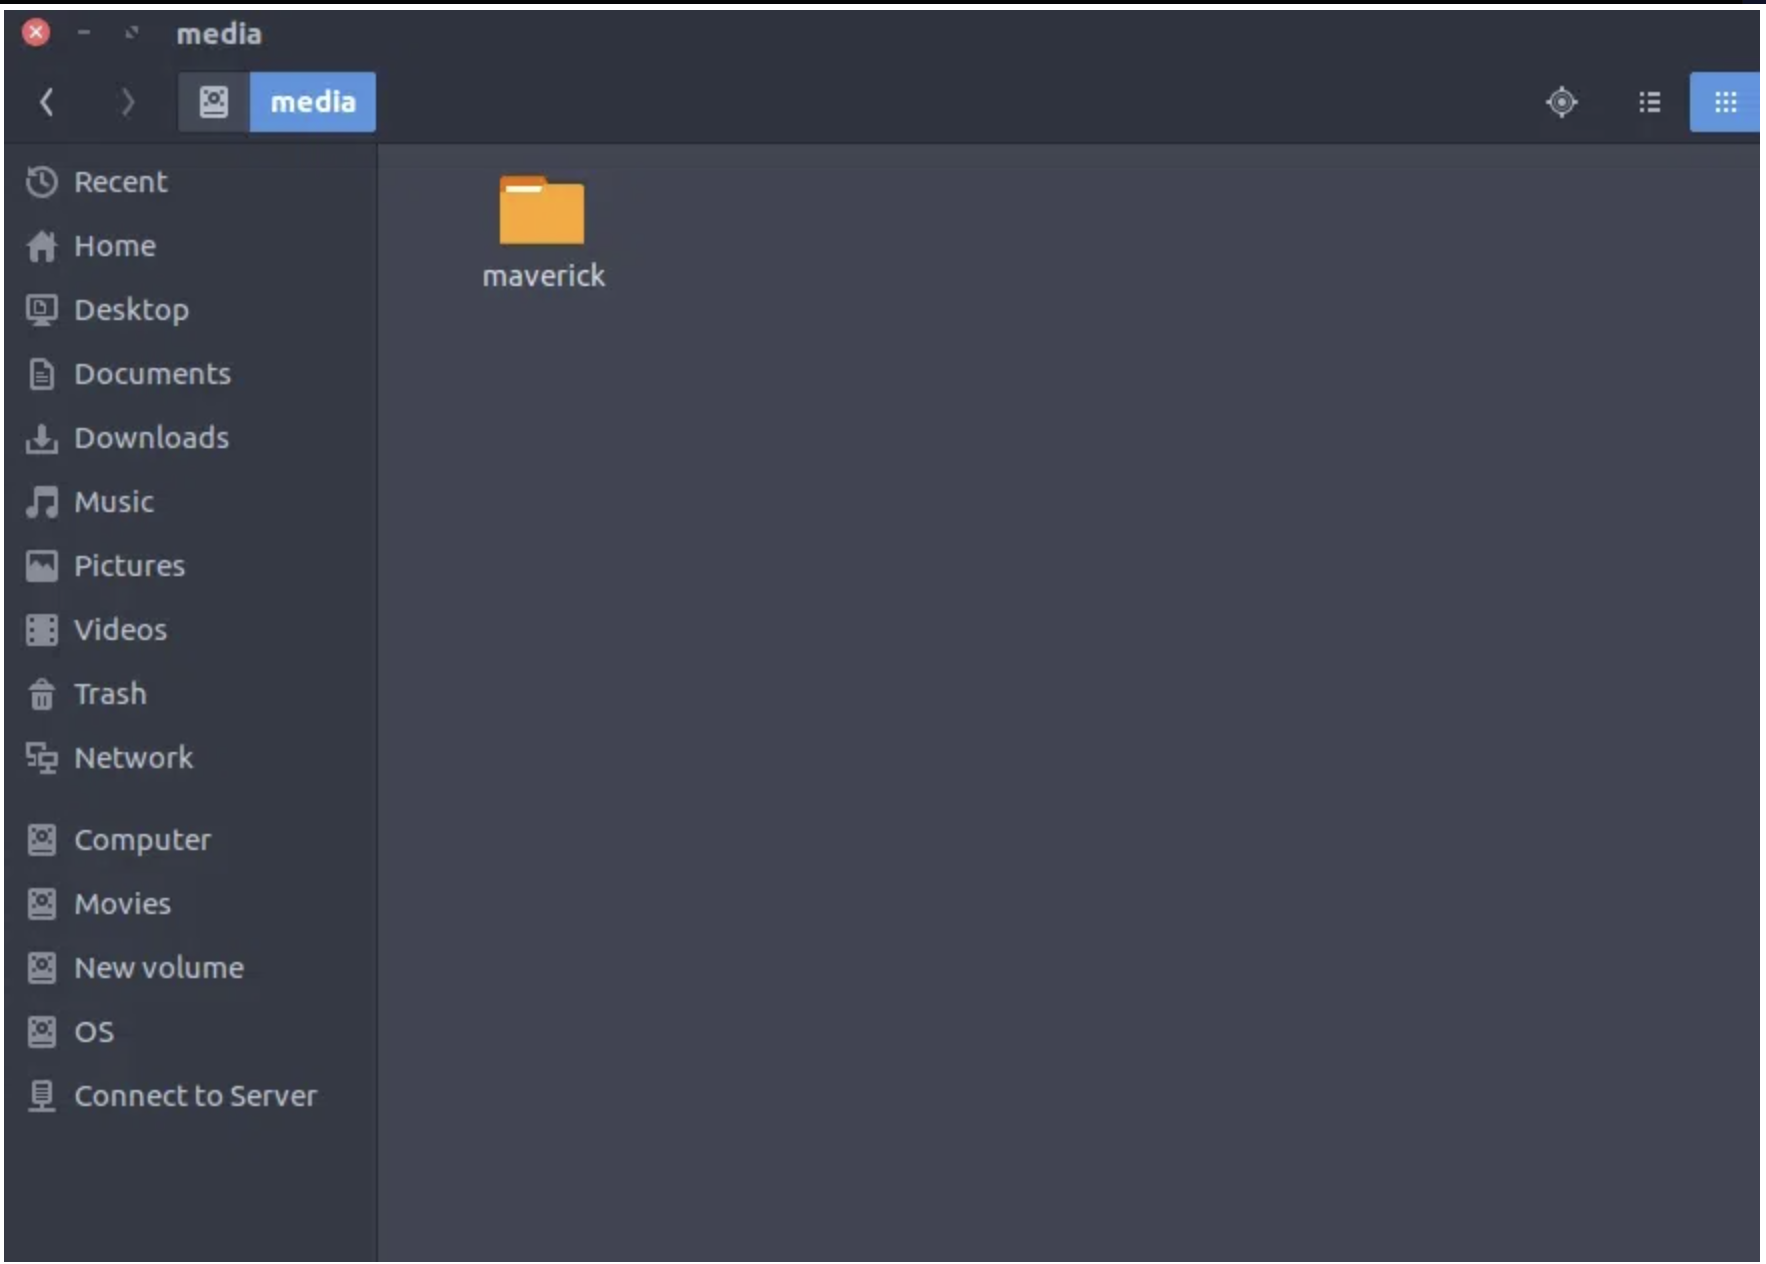 media
media
Recent
Home
Desktop
Documents
Downloads
Music
Pictures
Videos
Trash
Network
Computer
Movies
New volume
OS
Connect to Server
maverick